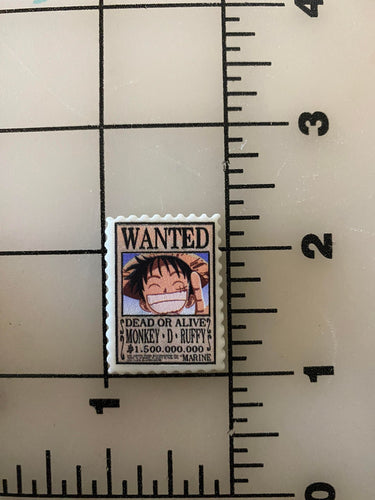 4
3
WANTED
2
DEAD OR ALIVE
MONKEY · D · RUFFY
1.500.000.000
MARINE
1
1
0